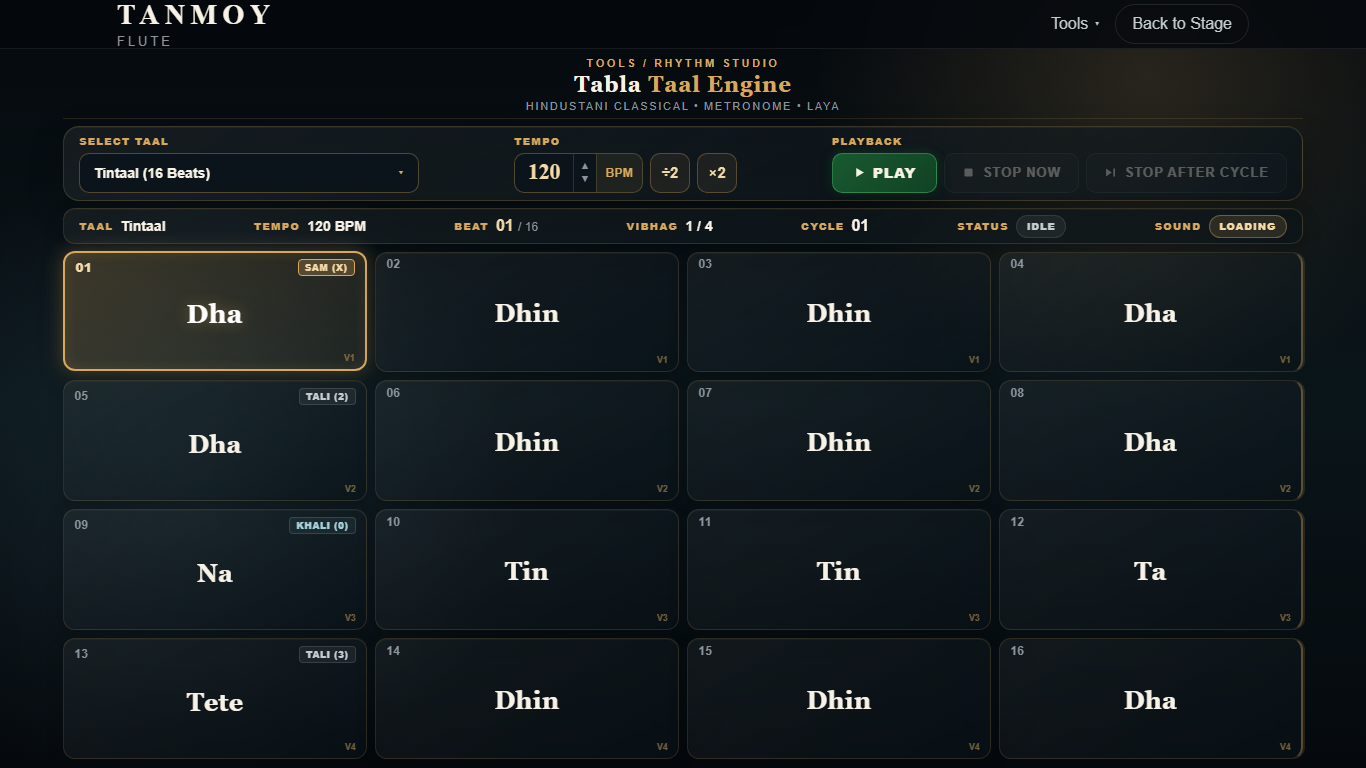 TANMOY
FLUTE
Tools ▾
Back to Stage
TOOLS / RHYTHM STUDIO
Tabla Taal Engine
HINDUSTANI CLASSICAL • METRONOME • LAYA
SELECT TAAL
Tintaal (16 Beats)
TEMPO
120 BPM ÷2 ×2
PLAYBACK
PLAY STOP NOW STOP AFTER CYCLE
TAAL Tintaal TEMPO 120 BPM BEAT 01 / 16 VIBHAG 1 / 4 CYCLE 01 STATUS IDLE SOUND LOADING
01 SAM (X)
Dha
V1
02
Dhin
V1
03
Dhin
V1
04
Dha
V1
05 TALI (2)
Dha
V2
06
Dhin
V2
07
Dhin
V2
08
Dha
V2
09 KHALI (0)
Na
V3
10
Tin
V3
11
Tin
V3
12
Ta
V3
13 TALI (3)
Tete
V4
14
Dhin
V4
15
Dhin
V4
16
Dha
V4